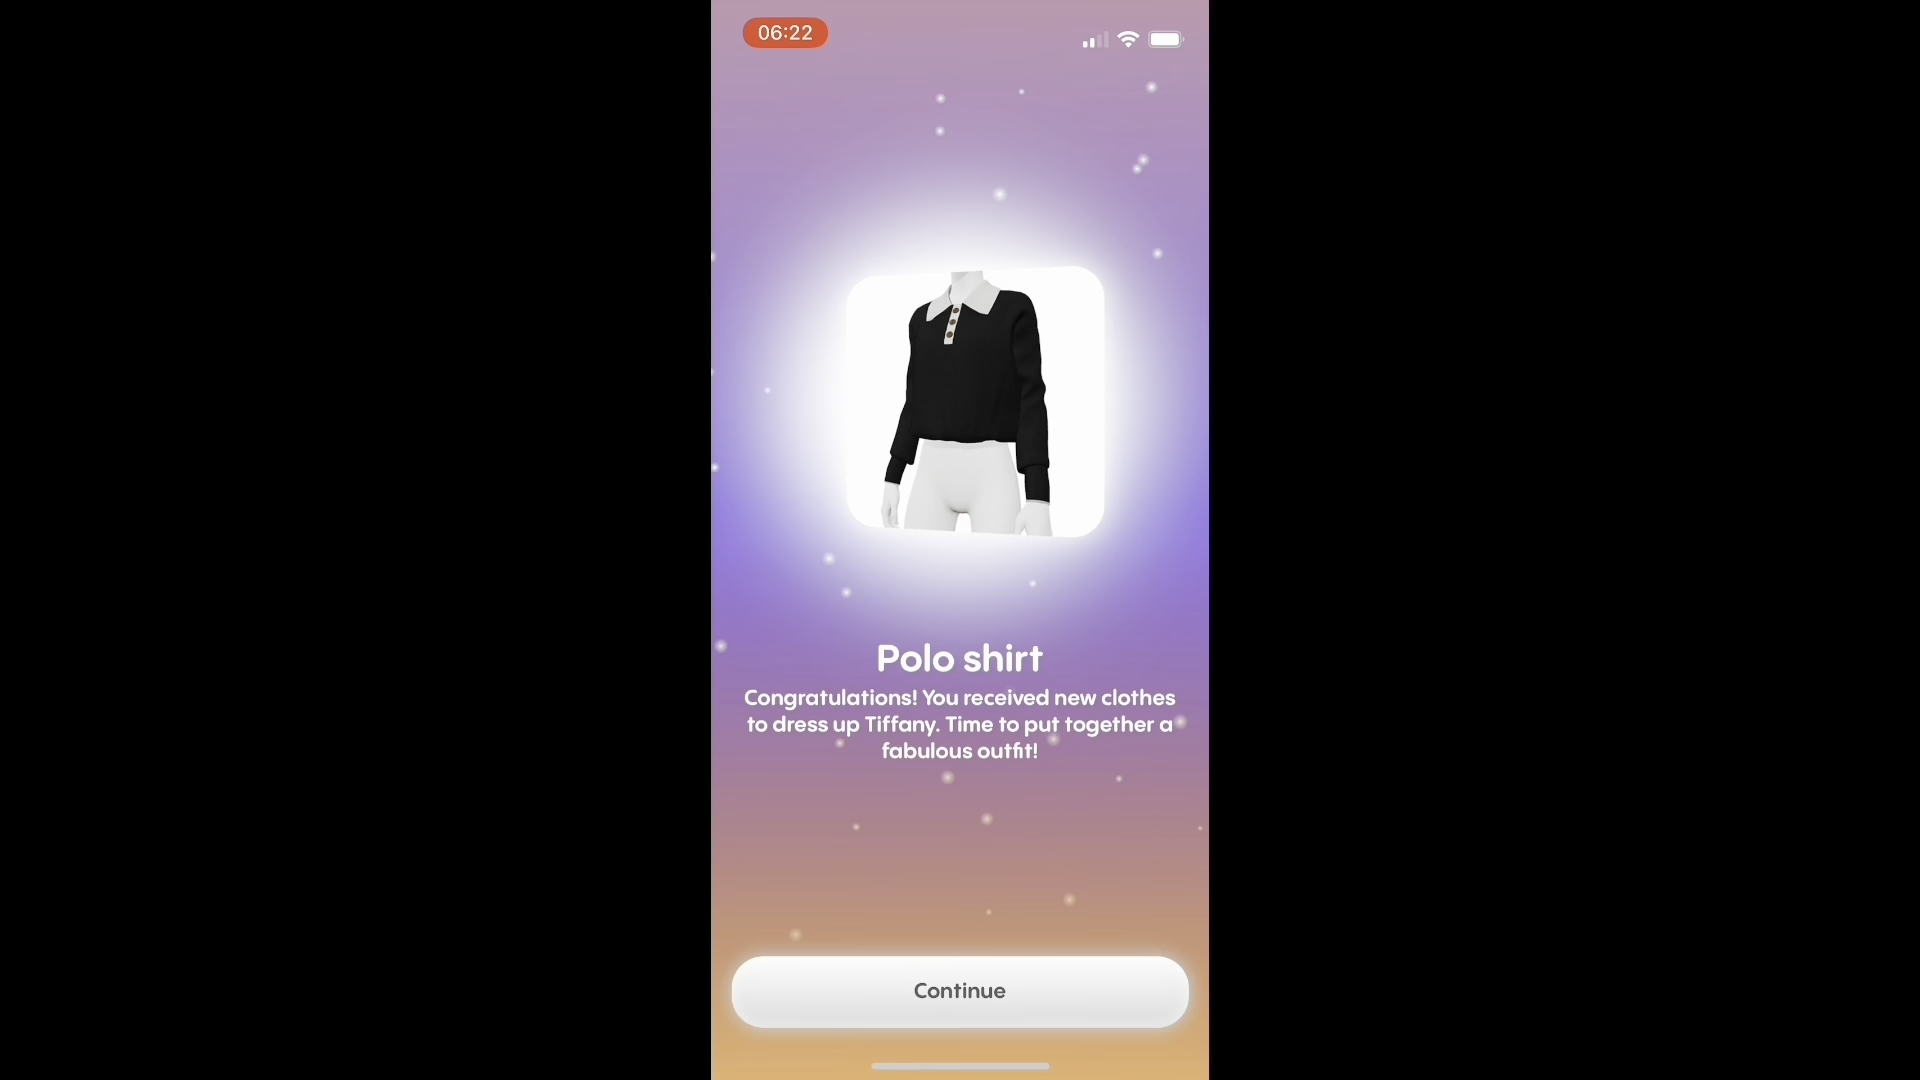 06:22
Polo shirt
Congratulations! You received new clothes
to dress up Tiffany. Time to put together a
fabulous outfit!
Continue